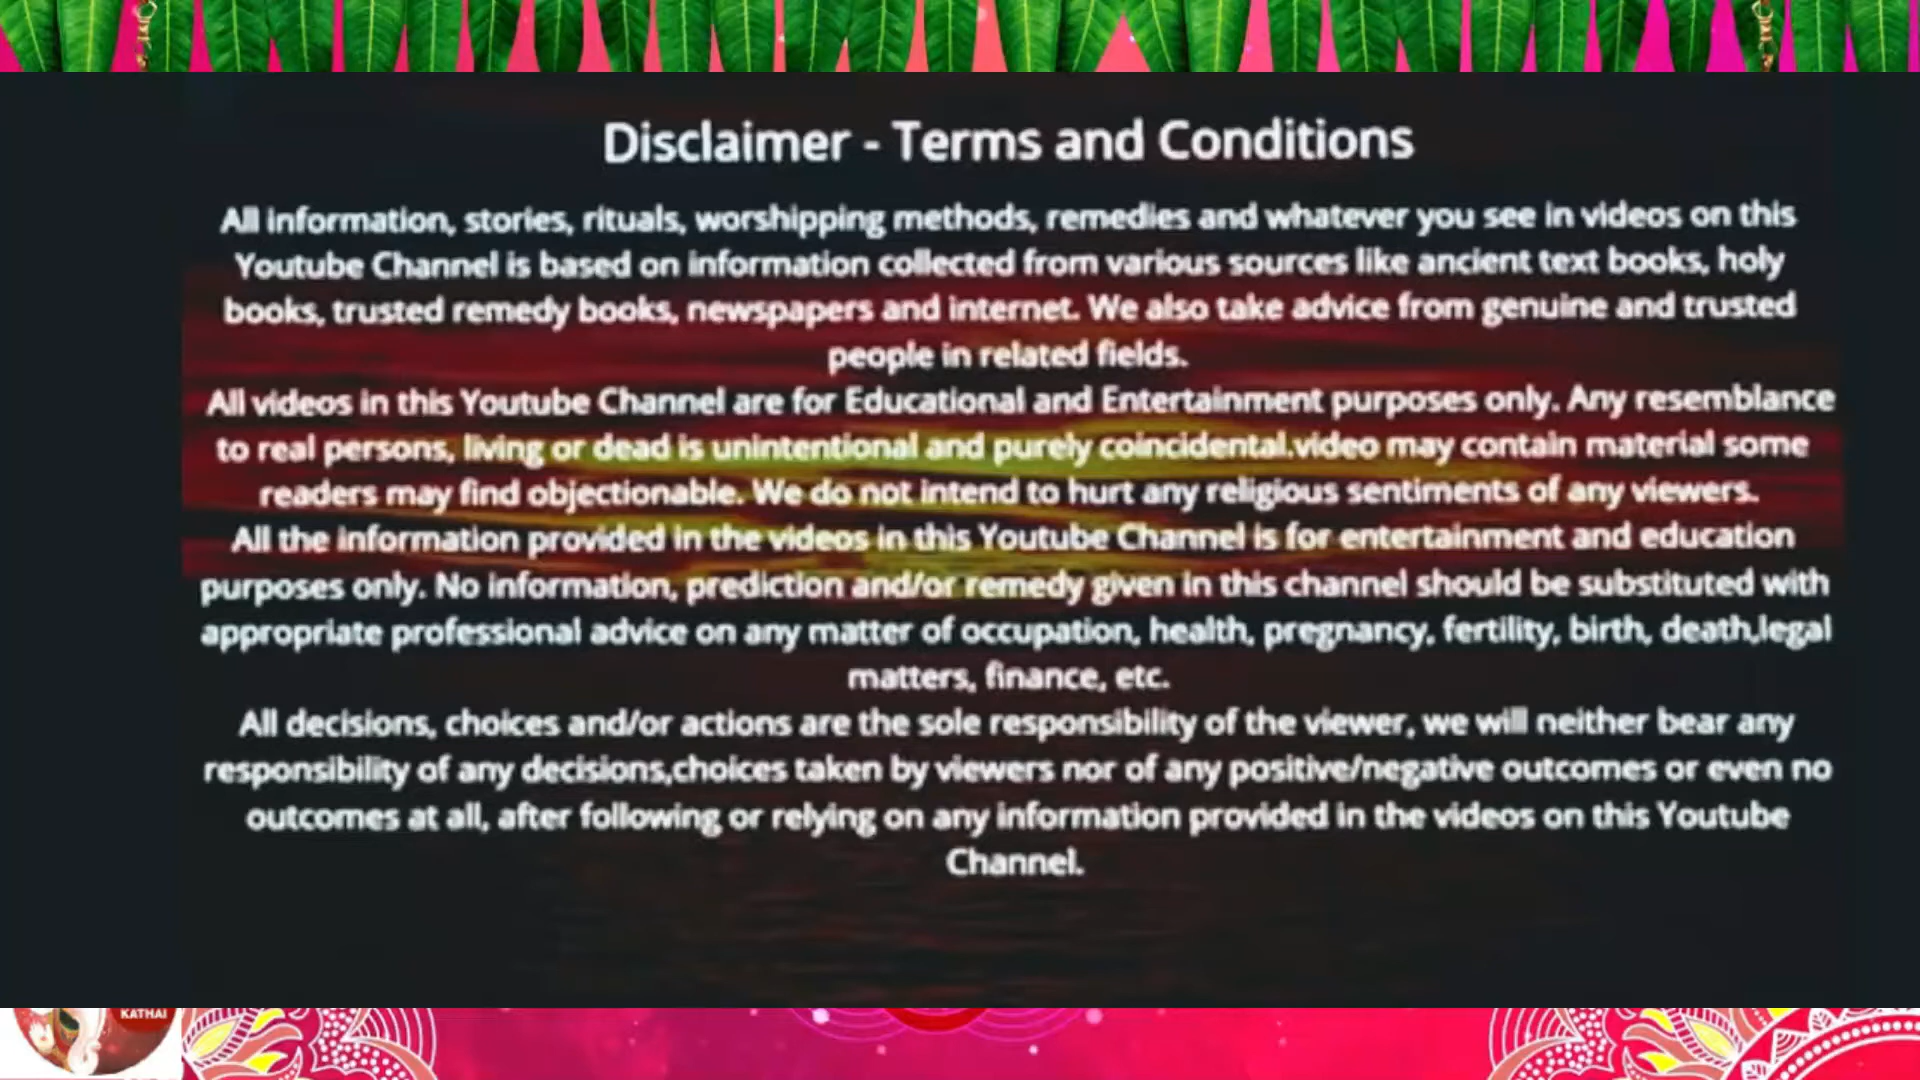 Disclaimer - Terms and Conditions
All information, stories, rituals, worshipping methods, remedies and whatever you see in videos on this
Youtube Channel is based on information collected from various sources like ancient text books, holy
books, trusted remedy books, newspapers and internet. We also take advice from genuine and trusted
people in related fields.
All videos in this Youtube Channel are for Educational and Entertainment purposes only. Any resemblance
to real persons, living or dead is unintentional and purely coincidental.video may contain material some
readers may find objectionable. We do not intend to hurt any religious sentiments of any viewers.
All the information provided in the videos in this Youtube Channel is for entertainment and education
purposes only. No information, prediction and/or remedy given in this channel should be substituted with
appropriate professional advice on any matter of occupation, health, pregnancy, fertility, birth, death,legal
matters, finance, etc.
All decisions, choices and/or actions are the sole responsibility of the viewer, we will neither bear any
responsibility of any decisions,choices taken by viewers nor of any positive/negative outcomes or even no
outcomes at all, after following or relying on any information provided in the videos on this Youtube
Channel.
KATHAI